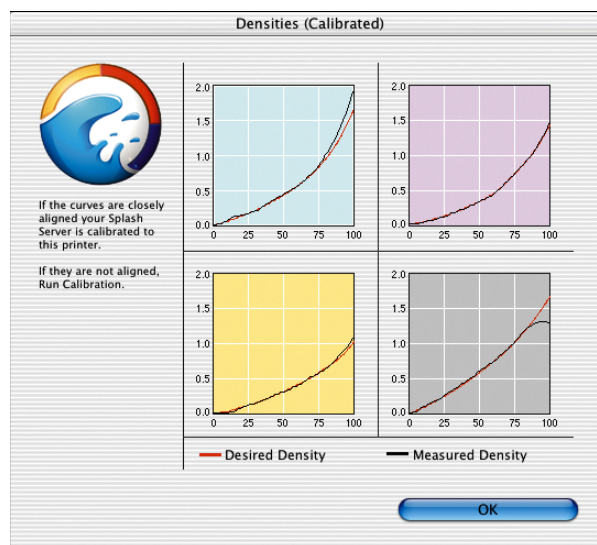 Densities (Calibrated)
If the curves are closely
aligned your Splash
Server is calibrated to
this printer.
If they are not aligned,
Run Calibration.
2.0
1.5
1.0
0.5
0.0
0 25 50 75 100
2.0
1.5
1.0
0.5
0.0
0 25 50 75 100
2.0
1.5
1.0
0.5
0.0
0 25 50 75 100
2.0
1.5
1.0
0.5
0.0
0 25 50 75 100
Desired Density
Measured Density
OK